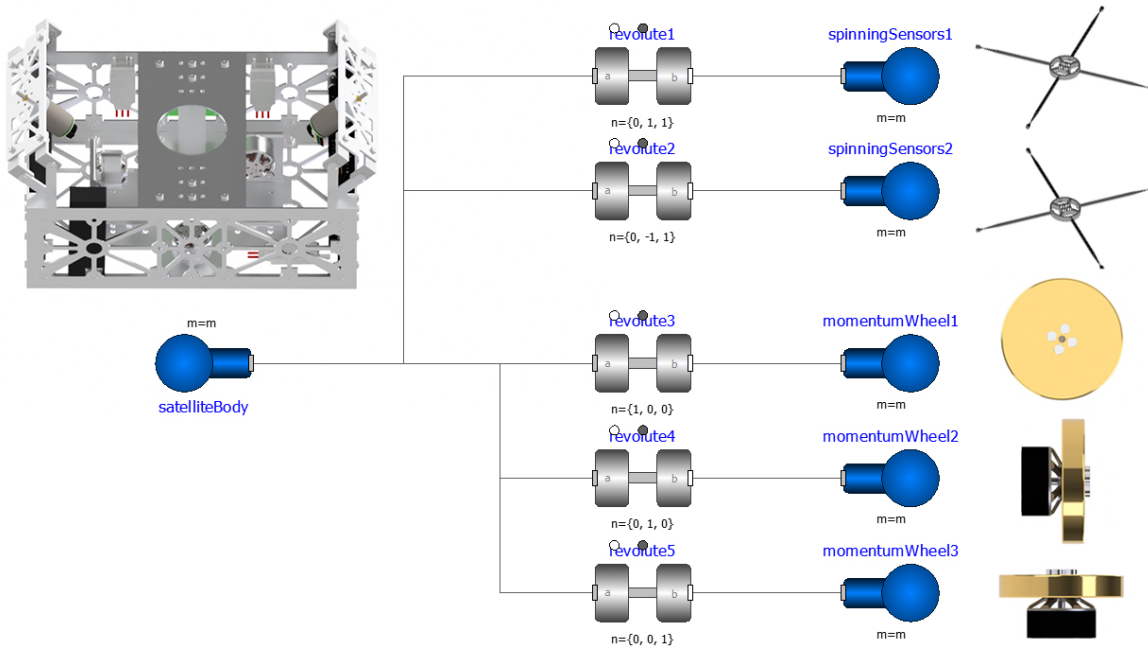 revolute1
spinningSensors1
a
b
n={0, 1, 1}
m=m
revolute2
spinningSensors2
a
b
n={0, -1, 1}
m=m
m=m
satelliteBody
revolute3
momentumWheel1
a
b
n={1, 0, 0}
m=m
revolute4
momentumWheel2
a
b
n={0, 1, 0}
m=m
revolute5
momentumWheel3
a
b
n={0, 0, 1}
m=m